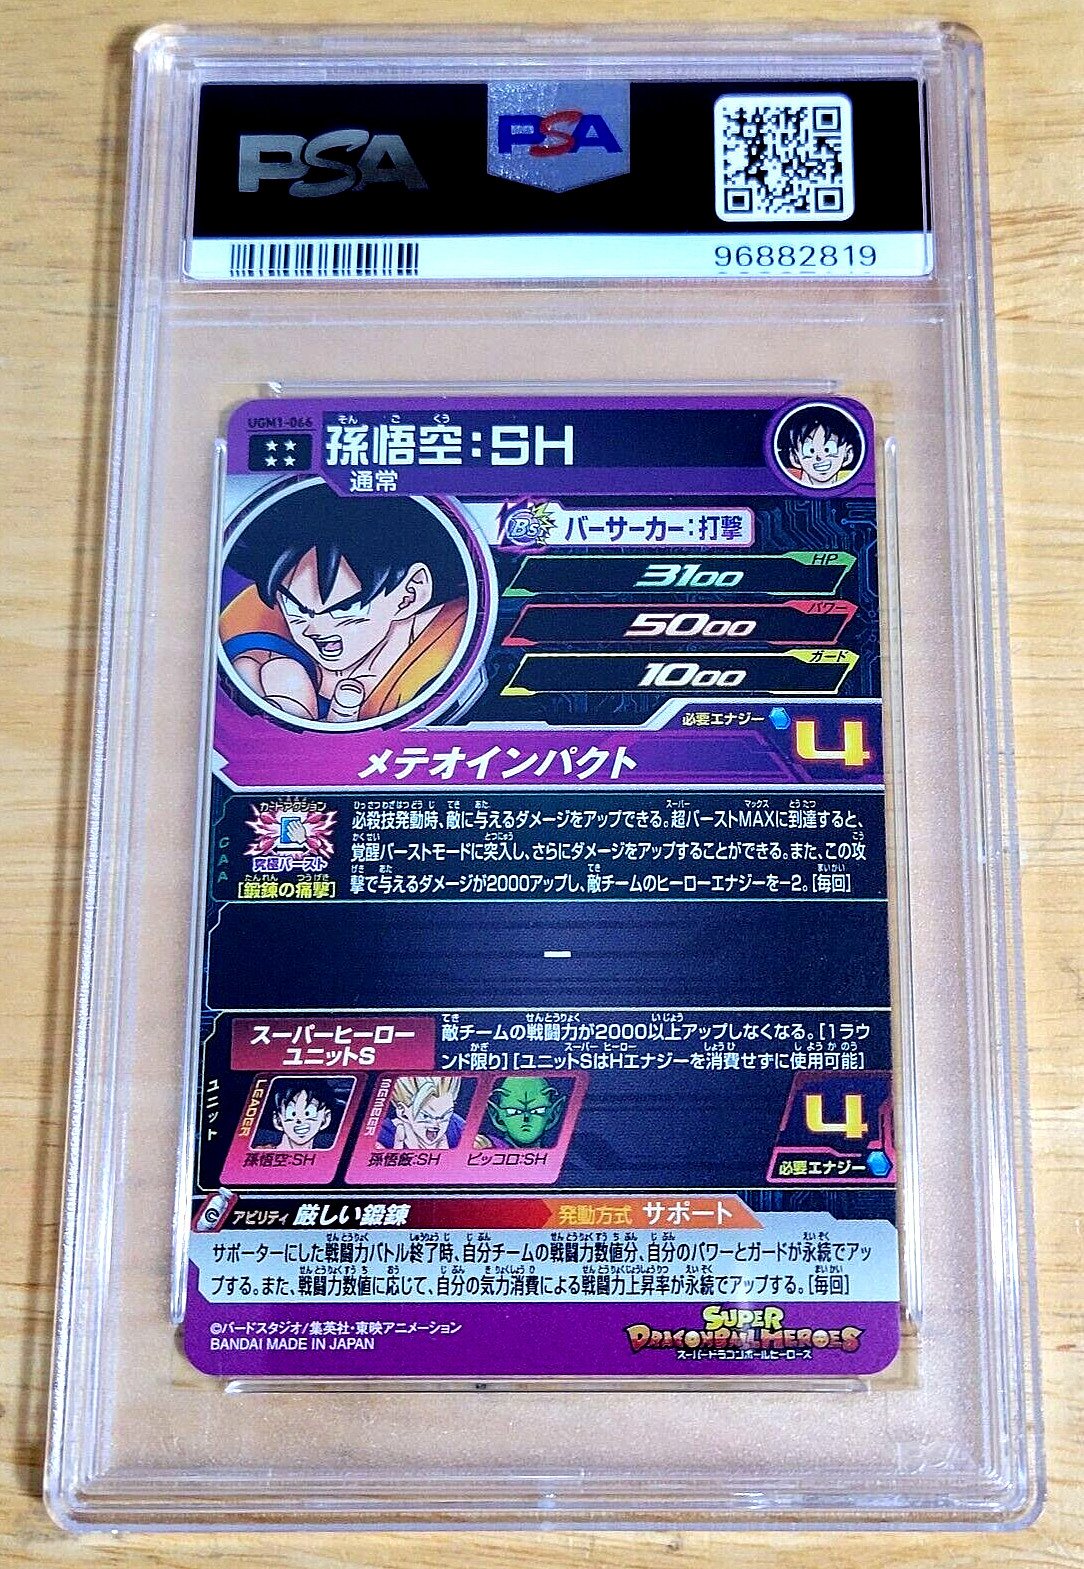 PSA
PSA
96882819
UGM1-066
孫悟空:SH
そん ご くう
通常
Bs
バーサーカー:打撃
HP
3100
パワー
5000
ガード
1000
必要エナジー
4
メテオインパクト
CAA
カードアクション
究極バースト
[鍛錬の痛撃]
必殺技発動時、敵に与えるダメージをアップできる。超バーストMAXに到達すると、
覚醒バーストモードに突入し、さらにダメージをアップすることができる。また、この攻
撃で与えるダメージが2000アップし、敵チームのヒーローエナジーを-2。[毎回]
ー
ユニット
スーパーヒーロー
ユニットS
敵チームの戦闘力が2000以上アップしなくなる。[1ラウ
ンド限り][ユニットSはHエナジーを消費せずに使用可能]
LEADER
孫悟空:SH
MEMBER
孫悟飯:SH
ピッコロ:SH
4
必要エナジー
アビリティ 厳しい鍛錬
発動方式 サポート
サポーターにした戦闘力バトル終了時、自分チームの戦闘力数値分、自分のパワーとガードが永続でアッ
プする。また、戦闘力数値に応じて、自分の気力消費による戦闘力上昇率が永続でアップする。[毎回]
©バードスタジオ/集英社・東映アニメーション
BANDAI MADE IN JAPAN
SUPER
DRAGONBALL HEROES
スーパードラゴンボールヒーローズ